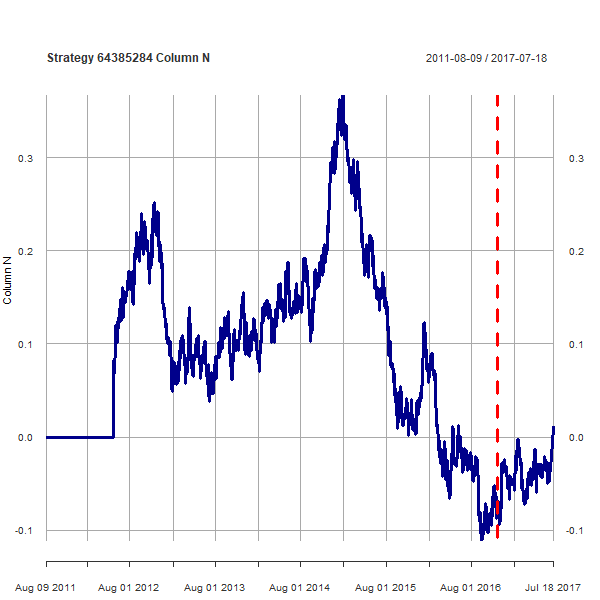 Strategy 64385284 Column N
2011-08-09 / 2017-07-18
0.3 0.3
0.2 0.2
Column N
0.1 0.1
0.0 0.0
-0.1 -0.1
Aug 09 2011 Aug 01 2012 Aug 01 2013 Aug 01 2014 Aug 01 2015 Aug 01 2016 Jul 18 2017